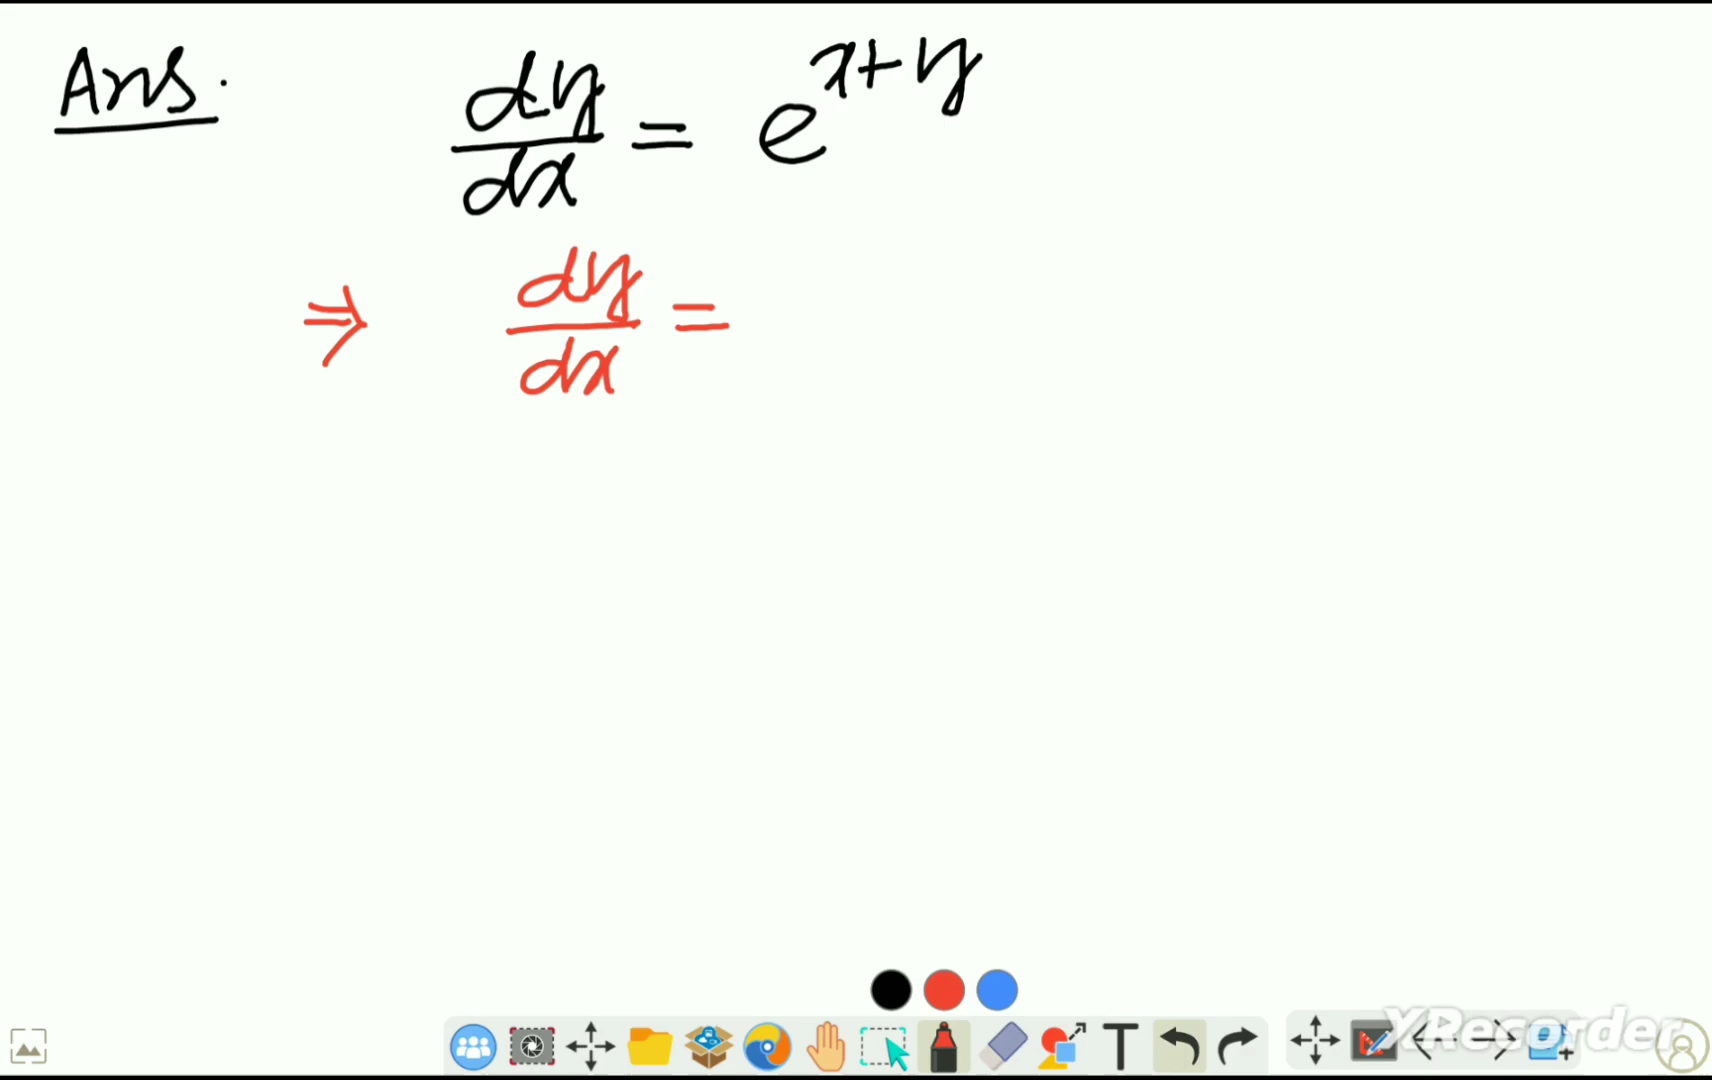 Ans.
dy/dx = e^{x+y}
⇒ dy/dx =
XRecorder